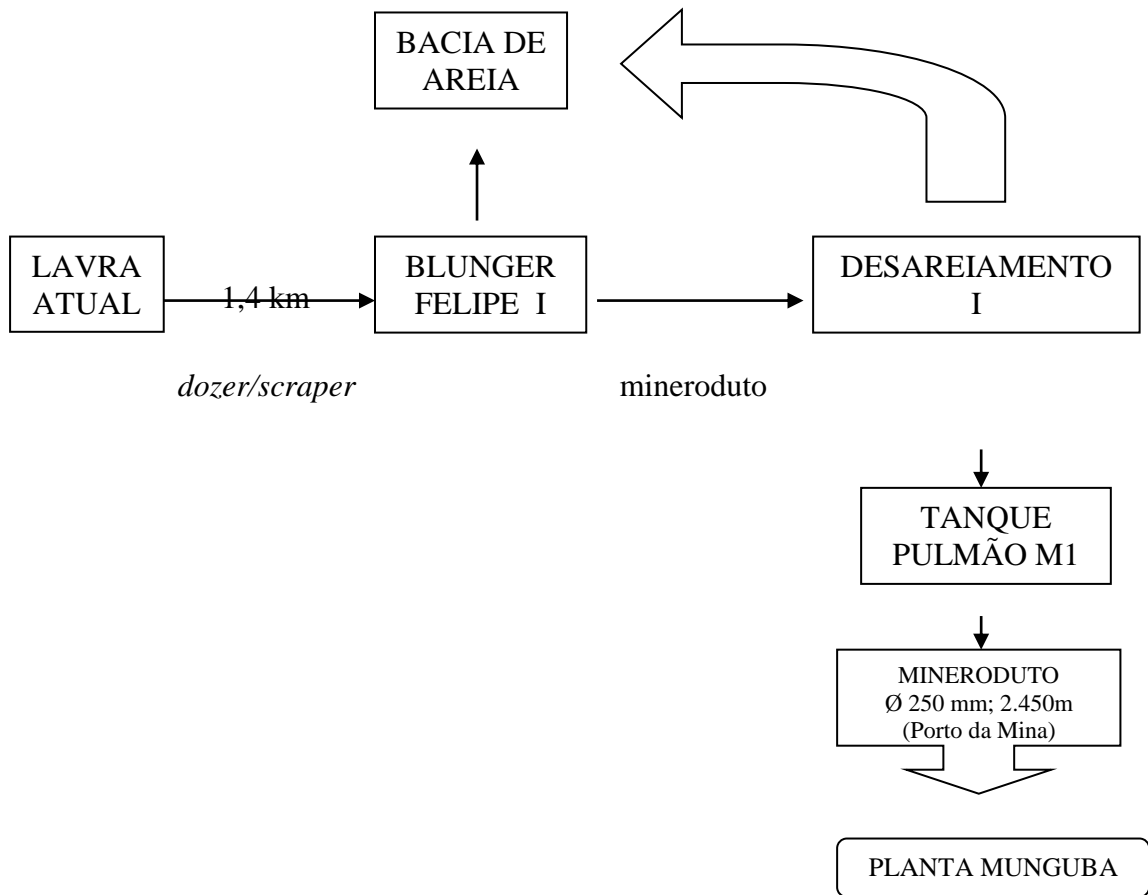 BACIA DE
AREIA
LAVRA
ATUAL
1,4 km
BLUNGER
FELIPE I
DESAREIAMENTO
I
dozer/scraper
mineroduto
TANQUE
PULMÃO M1
MINERODUTO
Ø 250 mm; 2.450m
(Porto da Mina)
PLANTA MUNGUBA